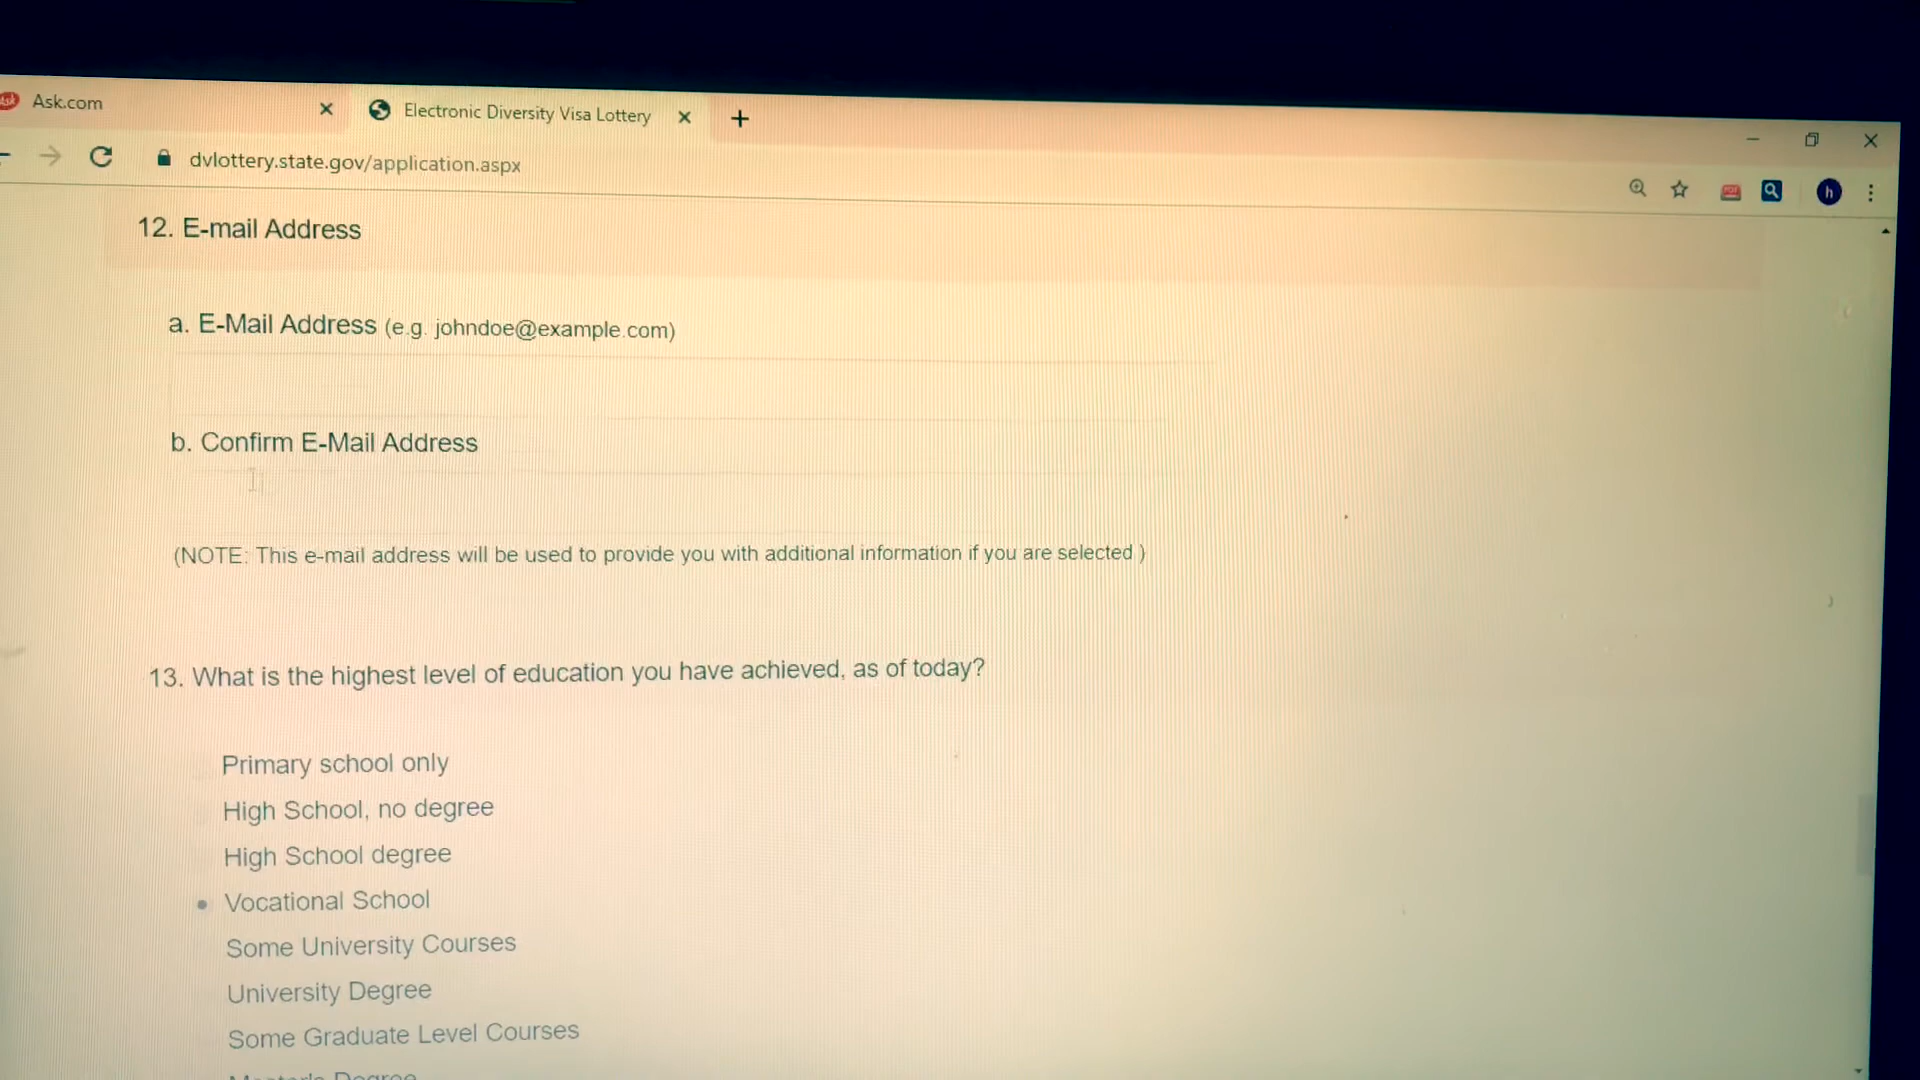 Ask.com
Electronic Diversity Visa Lottery
dvlottery.state.gov/application.aspx
12. E-mail Address
a. E-Mail Address (e.g. johndoe@example.com)
b. Confirm E-Mail Address
(NOTE: This e-mail address will be used to provide you with additional information if you are selected )
13. What is the highest level of education you have achieved, as of today?
Primary school only
High School, no degree
High School degree
Vocational School
Some University Courses
University Degree
Some Graduate Level Courses
Master's Degree